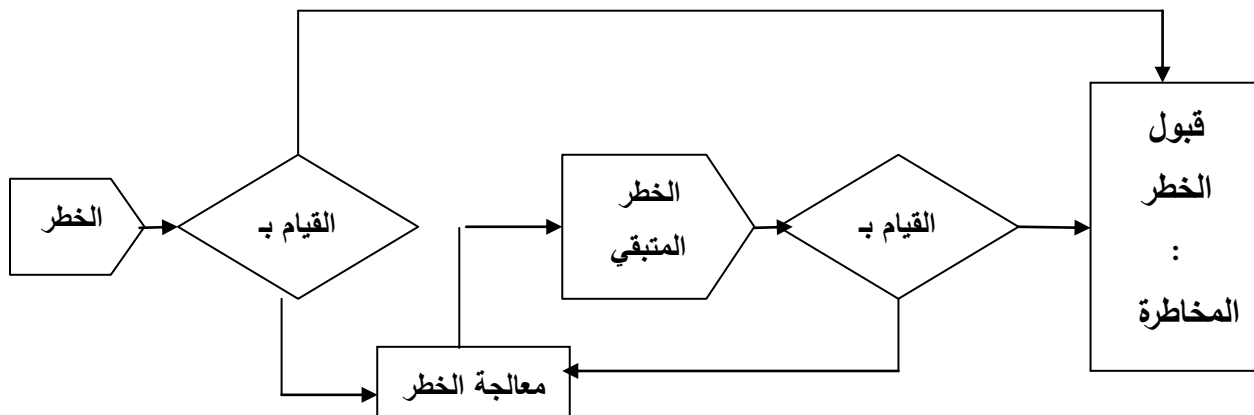 الخطر
القيام بـ
معالجة الخطر
الخطر
المتبقي
القيام بـ
قبول
الخطر
:
المخاطرة